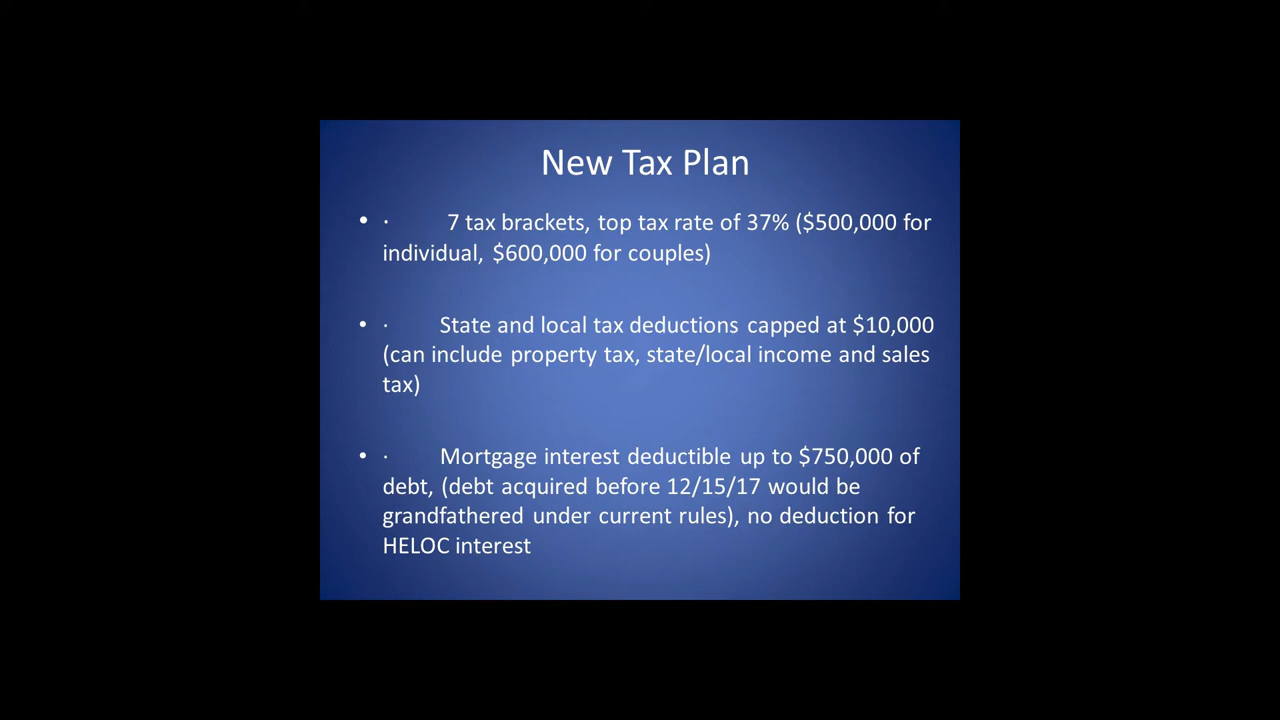 New Tax Plan
• · 7 tax brackets, top tax rate of 37% ($500,000 for
individual, $600,000 for couples)
• · State and local tax deductions capped at $10,000
(can include property tax, state/local income and sales
tax)
• · Mortgage interest deductible up to $750,000 of
debt, (debt acquired before 12/15/17 would be
grandfathered under current rules), no deduction for
HELOC interest